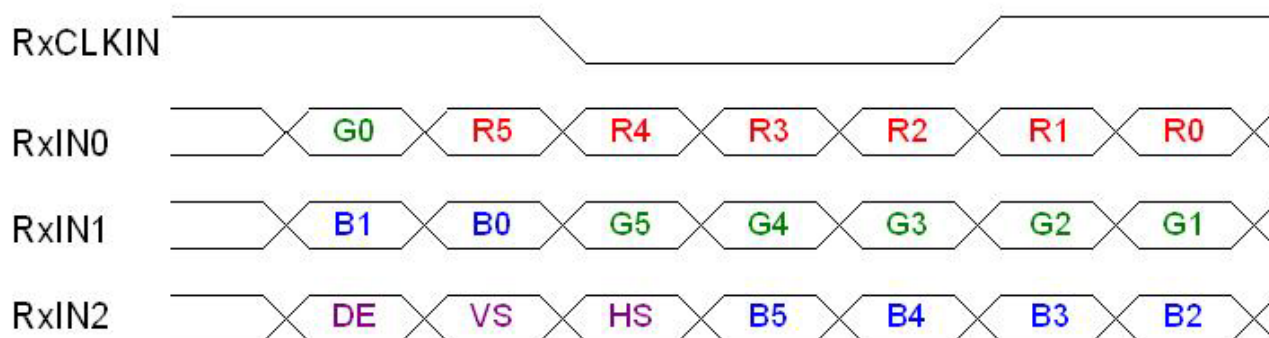 RxCLKIN
RxIN0 G0 R5 R4 R3 R2 R1 R0
RxIN1 B1 B0 G5 G4 G3 G2 G1
RxIN2 DE VS HS B5 B4 B3 B2